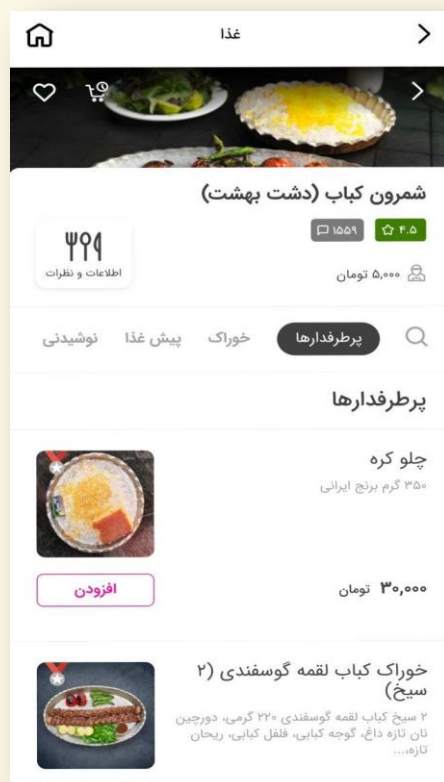 غذا
شمرون کباب (دشت بهشت)
۴.۵
۱۵۵۹
اطلاعات و نظرات
۵,۰۰۰ تومان
پرطرفدارها
خوراک
پیش غذا
نوشیدنی
پرطرفدارها
چلو کره
۳۵۰ گرم برنج ایرانی
۳۰,۰۰۰ تومان
افزودن
خوراک کباب لقمه گوسفندی (۲
سیخ)
۲ سیخ کباب لقمه گوسفندی ۲۲۰ گرمی، دورچین
نان تازه داغ، گوجه کبابی، فلفل کبابی، ریحان
تازه،...